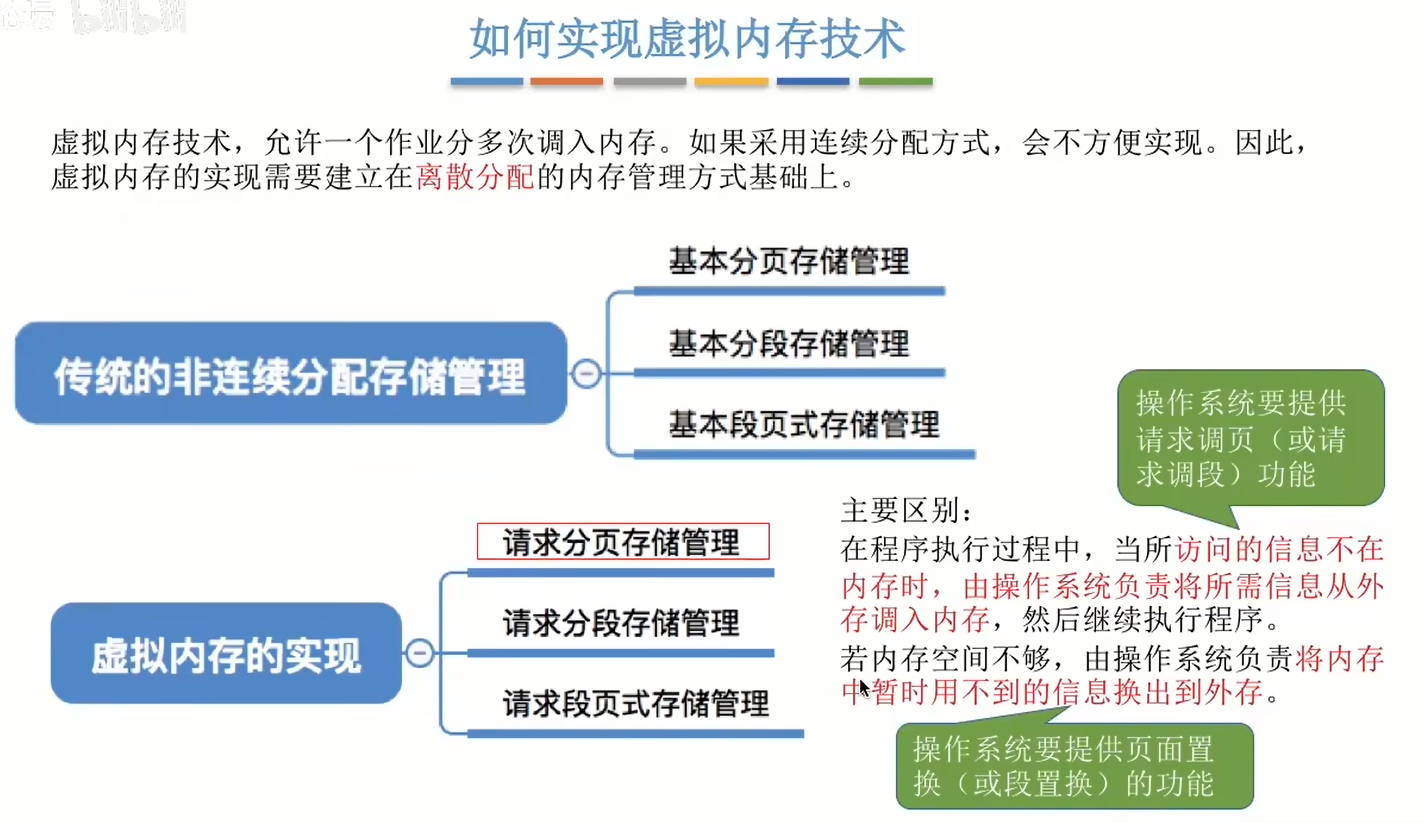 bilibili
如何实现虚拟内存技术
虚拟内存技术，允许一个作业分多次调入内存。如果采用连续分配方式，会不方便实现。因此，
虚拟内存的实现需要建立在离散分配的内存管理方式基础上。
传统的非连续分配存储管理
基本分页存储管理
基本分段存储管理
基本段页式存储管理
操作系统要提供
请求调页（或请
求调段）功能
虚拟内存的实现
请求分页存储管理
请求分段存储管理
请求段页式存储管理
主要区别：
在程序执行过程中，当所访问的信息不在
内存时，由操作系统负责将所需信息从外
存调入内存，然后继续执行程序。
若内存空间不够，由操作系统负责将内存
中暂时用不到的信息换出到外存。
操作系统要提供页面置
换（或段置换）的功能